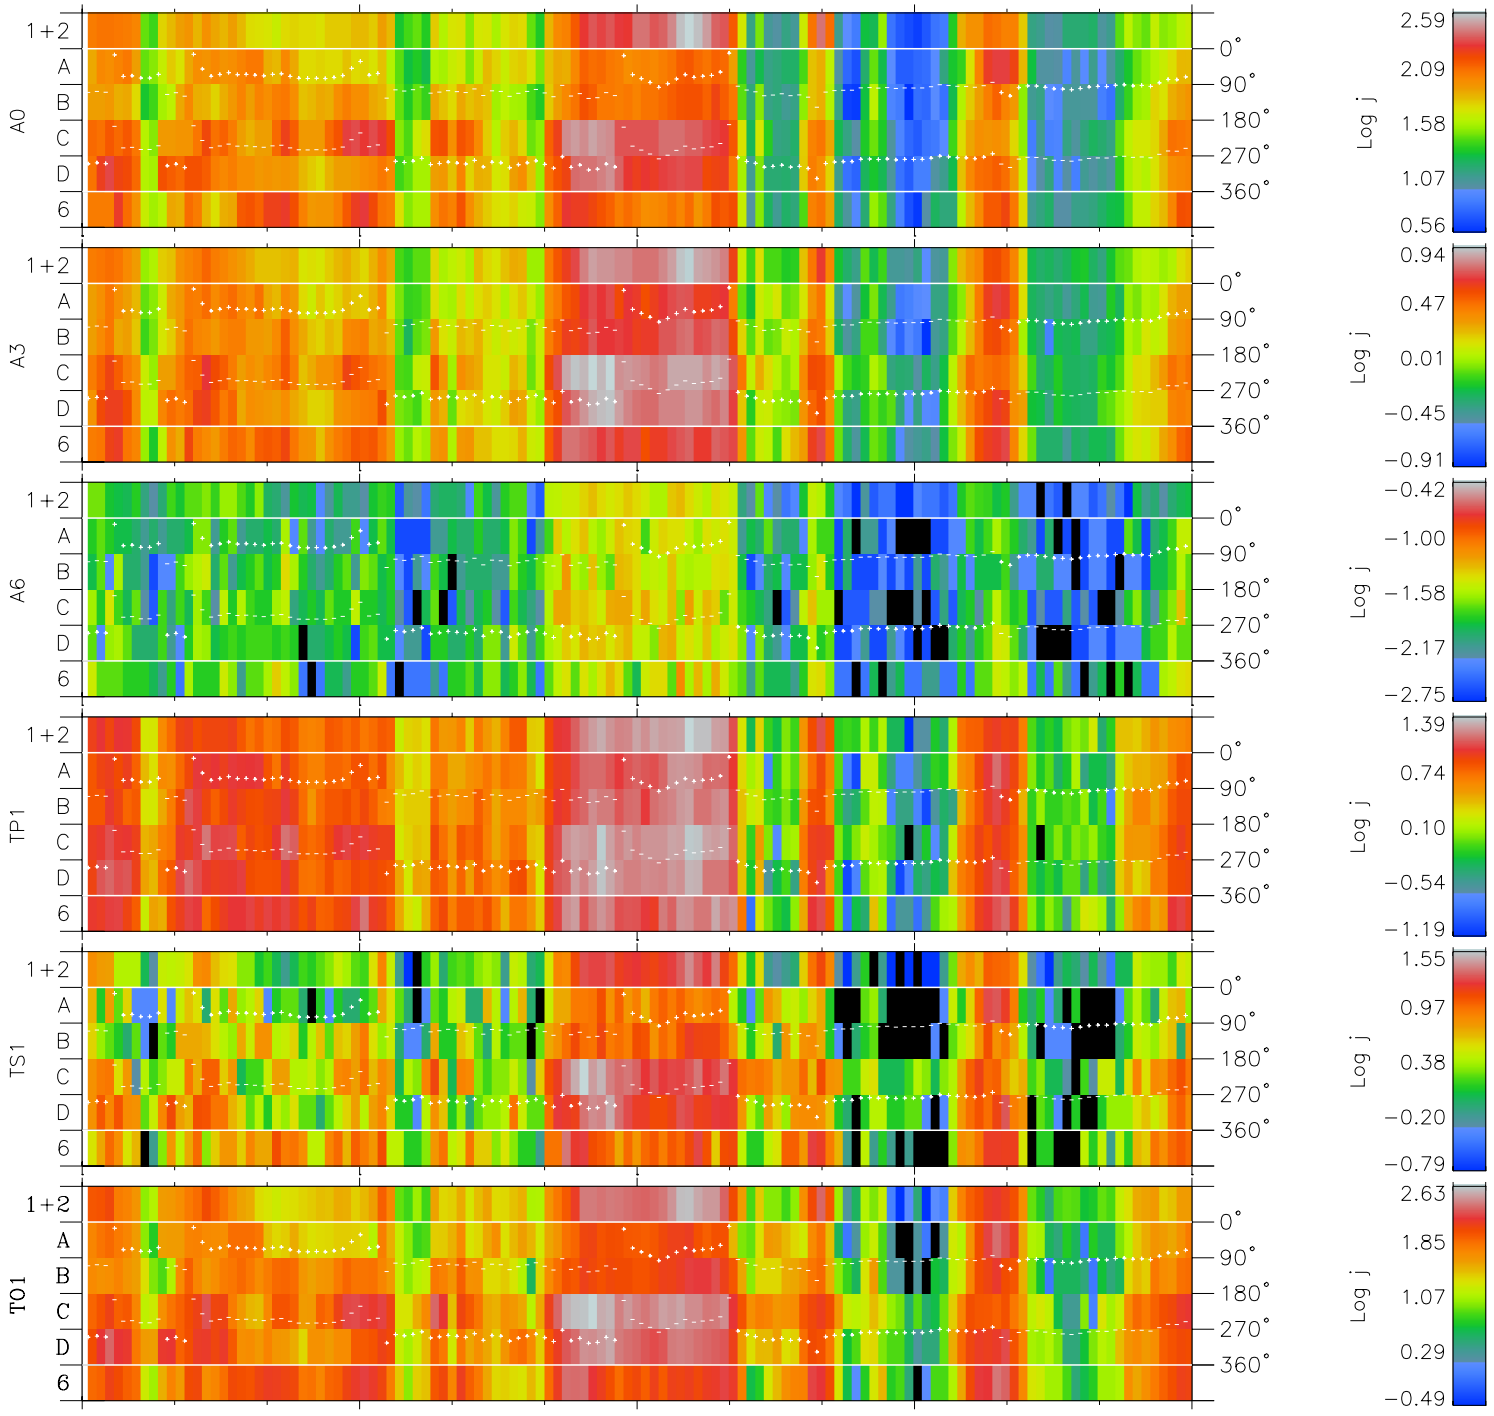 1+2
A
B
C
D
6
A0
0°
90°
180°
270°
360°
Log j
2.59
2.09
1.58
1.07
0.56
1+2
A
B
C
D
6
A3
0°
90°
180°
270°
360°
Log j
0.94
0.47
0.01
−0.45
−0.91
1+2
A
B
C
D
6
A6
0°
90°
180°
270°
360°
Log j
−0.42
−1.00
−1.58
−2.17
−2.75
1+2
A
B
C
D
6
TP1
0°
90°
180°
270°
360°
Log j
1.39
0.74
0.10
−0.54
−1.19
1+2
A
B
C
D
6
TS1
0°
90°
180°
270°
360°
Log j
1.55
0.97
0.38
−0.20
−0.79
1+2
A
B
C
D
6
TO1
0°
90°
180°
270°
360°
Log j
2.63
1.85
1.07
0.29
−0.49